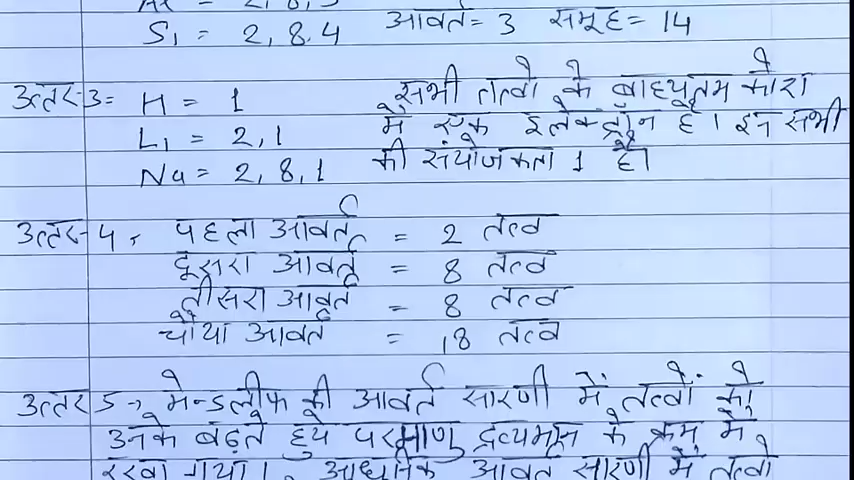 Si = 2, 8, 4 आवर्त = 3 समूह = 14
उत्तर-3= H = 1 सभी तत्वों के बाह्यतम कोश
Li = 2, 1 में एक इलेक्ट्रॉन है। इन सभी
Na = 2, 8, 1 की संयोजकता 1 है।
उत्तर-4, पहला आवर्त = 2 तत्व
दूसरा आवर्त = 8 तत्व
तीसरा आवर्त = 8 तत्व
चौथा आवर्त = 18 तत्व
उत्तर 5→ मेन्डलीफ की आवर्त सारणी में तत्वों को
उनके बढ़ते हुये परमाणु द्रव्यमान के क्रम में
रखा गया। आधुनिक आवर्त सारणी में तत्वो